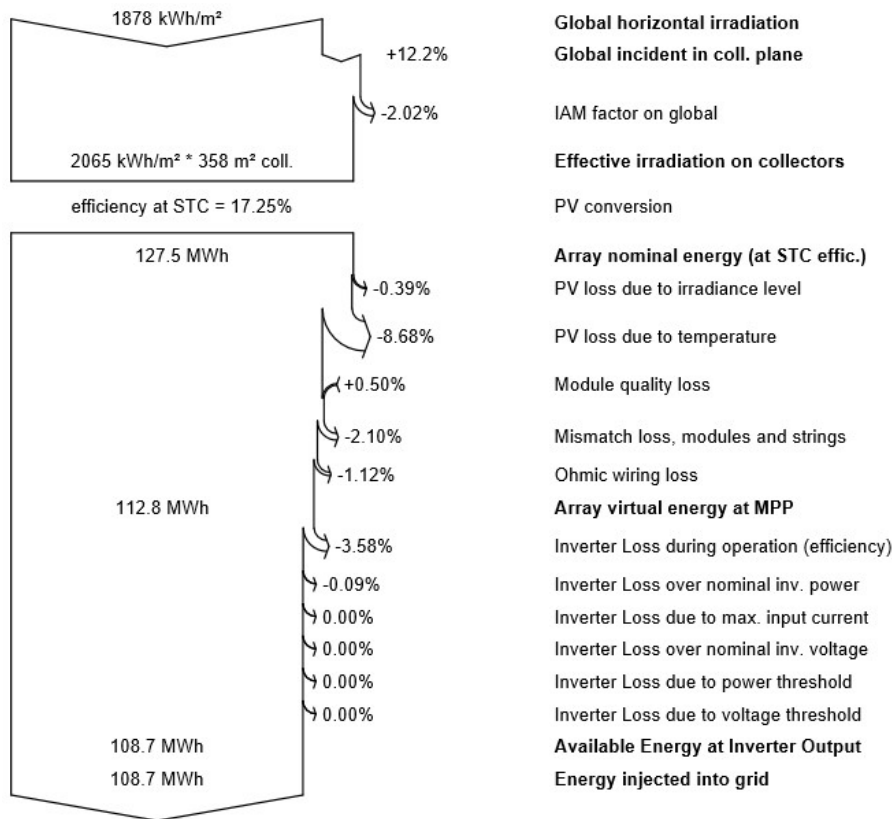 1878 kWh/m² Global horizontal irradiation
+12.2% Global incident in coll. plane
-2.02% IAM factor on global
2065 kWh/m² * 358 m² coll. Effective irradiation on collectors
efficiency at STC = 17.25% PV conversion
127.5 MWh Array nominal energy (at STC effic.)
-0.39% PV loss due to irradiance level
-8.68% PV loss due to temperature
+0.50% Module quality loss
-2.10% Mismatch loss, modules and strings
-1.12% Ohmic wiring loss
112.8 MWh Array virtual energy at MPP
-3.58% Inverter Loss during operation (efficiency)
-0.09% Inverter Loss over nominal inv. power
0.00% Inverter Loss due to max. input current
0.00% Inverter Loss over nominal inv. voltage
0.00% Inverter Loss due to power threshold
0.00% Inverter Loss due to voltage threshold
108.7 MWh Available Energy at Inverter Output
108.7 MWh Energy injected into grid